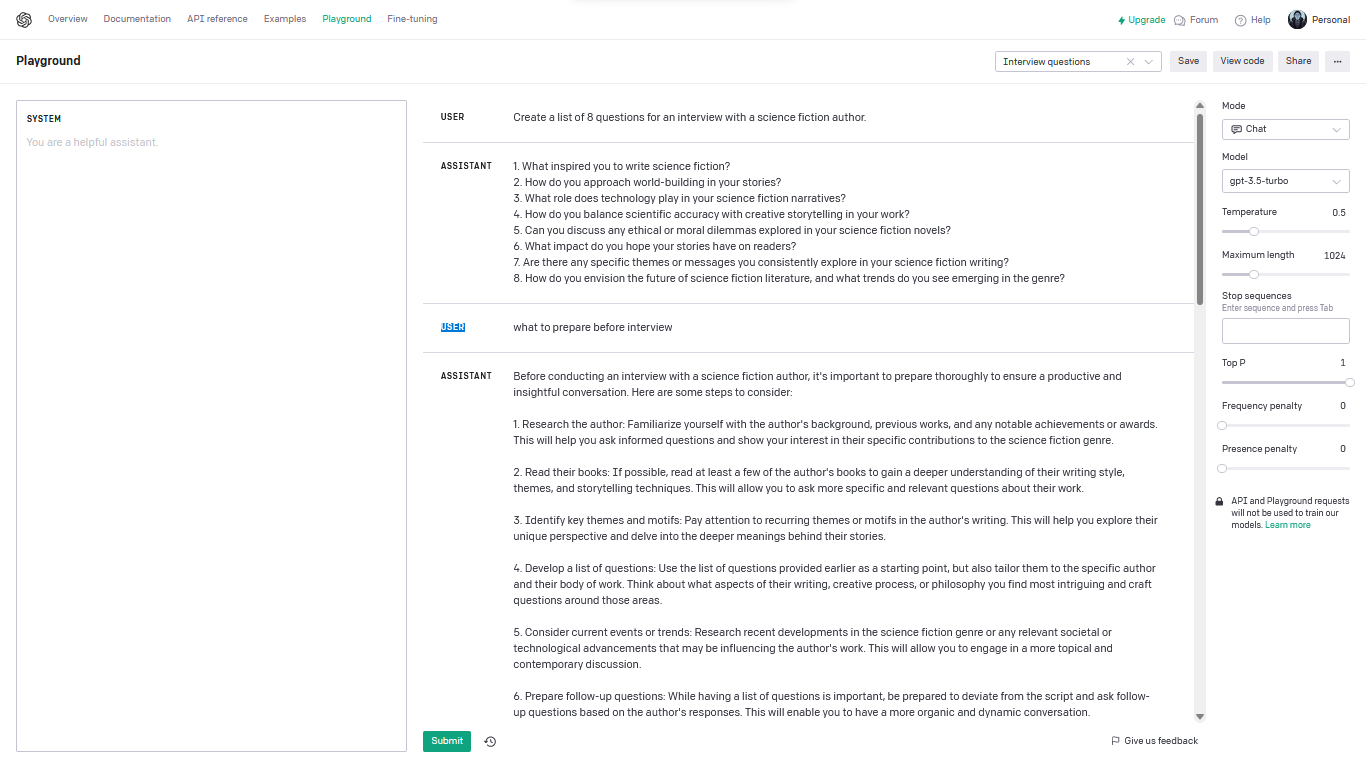 Overview Documentation API reference Examples Playground Fine-tuning Upgrade Forum Help Personal
Playground Interview questions Save View code Share ...
SYSTEM
You are a helpful assistant.
USER Create a list of 8 questions for an interview with a science fiction author.
ASSISTANT 1. What inspired you to write science fiction?
2. How do you approach world-building in your stories?
3. What role does technology play in your science fiction narratives?
4. How do you balance scientific accuracy with creative storytelling in your work?
5. Can you discuss any ethical or moral dilemmas explored in your science fiction novels?
6. What impact do you hope your stories have on readers?
7. Are there any specific themes or messages you consistently explore in your science fiction writing?
8. How do you envision the future of science fiction literature, and what trends do you see emerging in the genre?
USER what to prepare before interview
ASSISTANT Before conducting an interview with a science fiction author, it's important to prepare thoroughly to ensure a productive and
insightful conversation. Here are some steps to consider:
1. Research the author: Familiarize yourself with the author's background, previous works, and any notable achievements or awards.
This will help you ask informed questions and show your interest in their specific contributions to the science fiction genre.
2. Read their books: If possible, read at least a few of the author's books to gain a deeper understanding of their writing style,
themes, and storytelling techniques. This will allow you to ask more specific and relevant questions about their work.
3. Identify key themes and motifs: Pay attention to recurring themes or motifs in the author's writing. This will help you explore their
unique perspective and delve into the deeper meanings behind their stories.
4. Develop a list of questions: Use the list of questions provided earlier as a starting point, but also tailor them to the specific author
and their body of work. Think about what aspects of their writing, creative process, or philosophy you find most intriguing and craft
questions around those areas.
5. Consider current events or trends: Research recent developments in the science fiction genre or any relevant societal or
technological advancements that may be influencing the author's work. This will allow you to engage in a more topical and
contemporary discussion.
6. Prepare follow-up questions: While having a list of questions is important, be prepared to deviate from the script and ask follow-
up questions based on the author's responses. This will enable you to have a more organic and dynamic conversation.
Submit Give us feedback
Mode
Chat
Model
gpt-3.5-turbo
Temperature 0.5
Maximum length 1024
Stop sequences
Enter sequence and press Tab
Top P 1
Frequency penalty 0
Presence penalty 0
API and Playground requests
will not be used to train our
models. Learn more